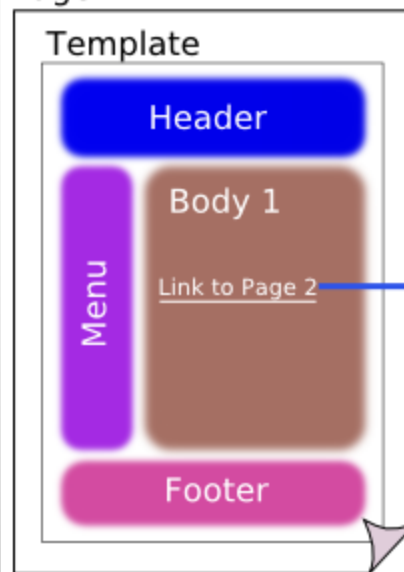 Template
Header
Menu
Body 1
Link to Page 2
Footer